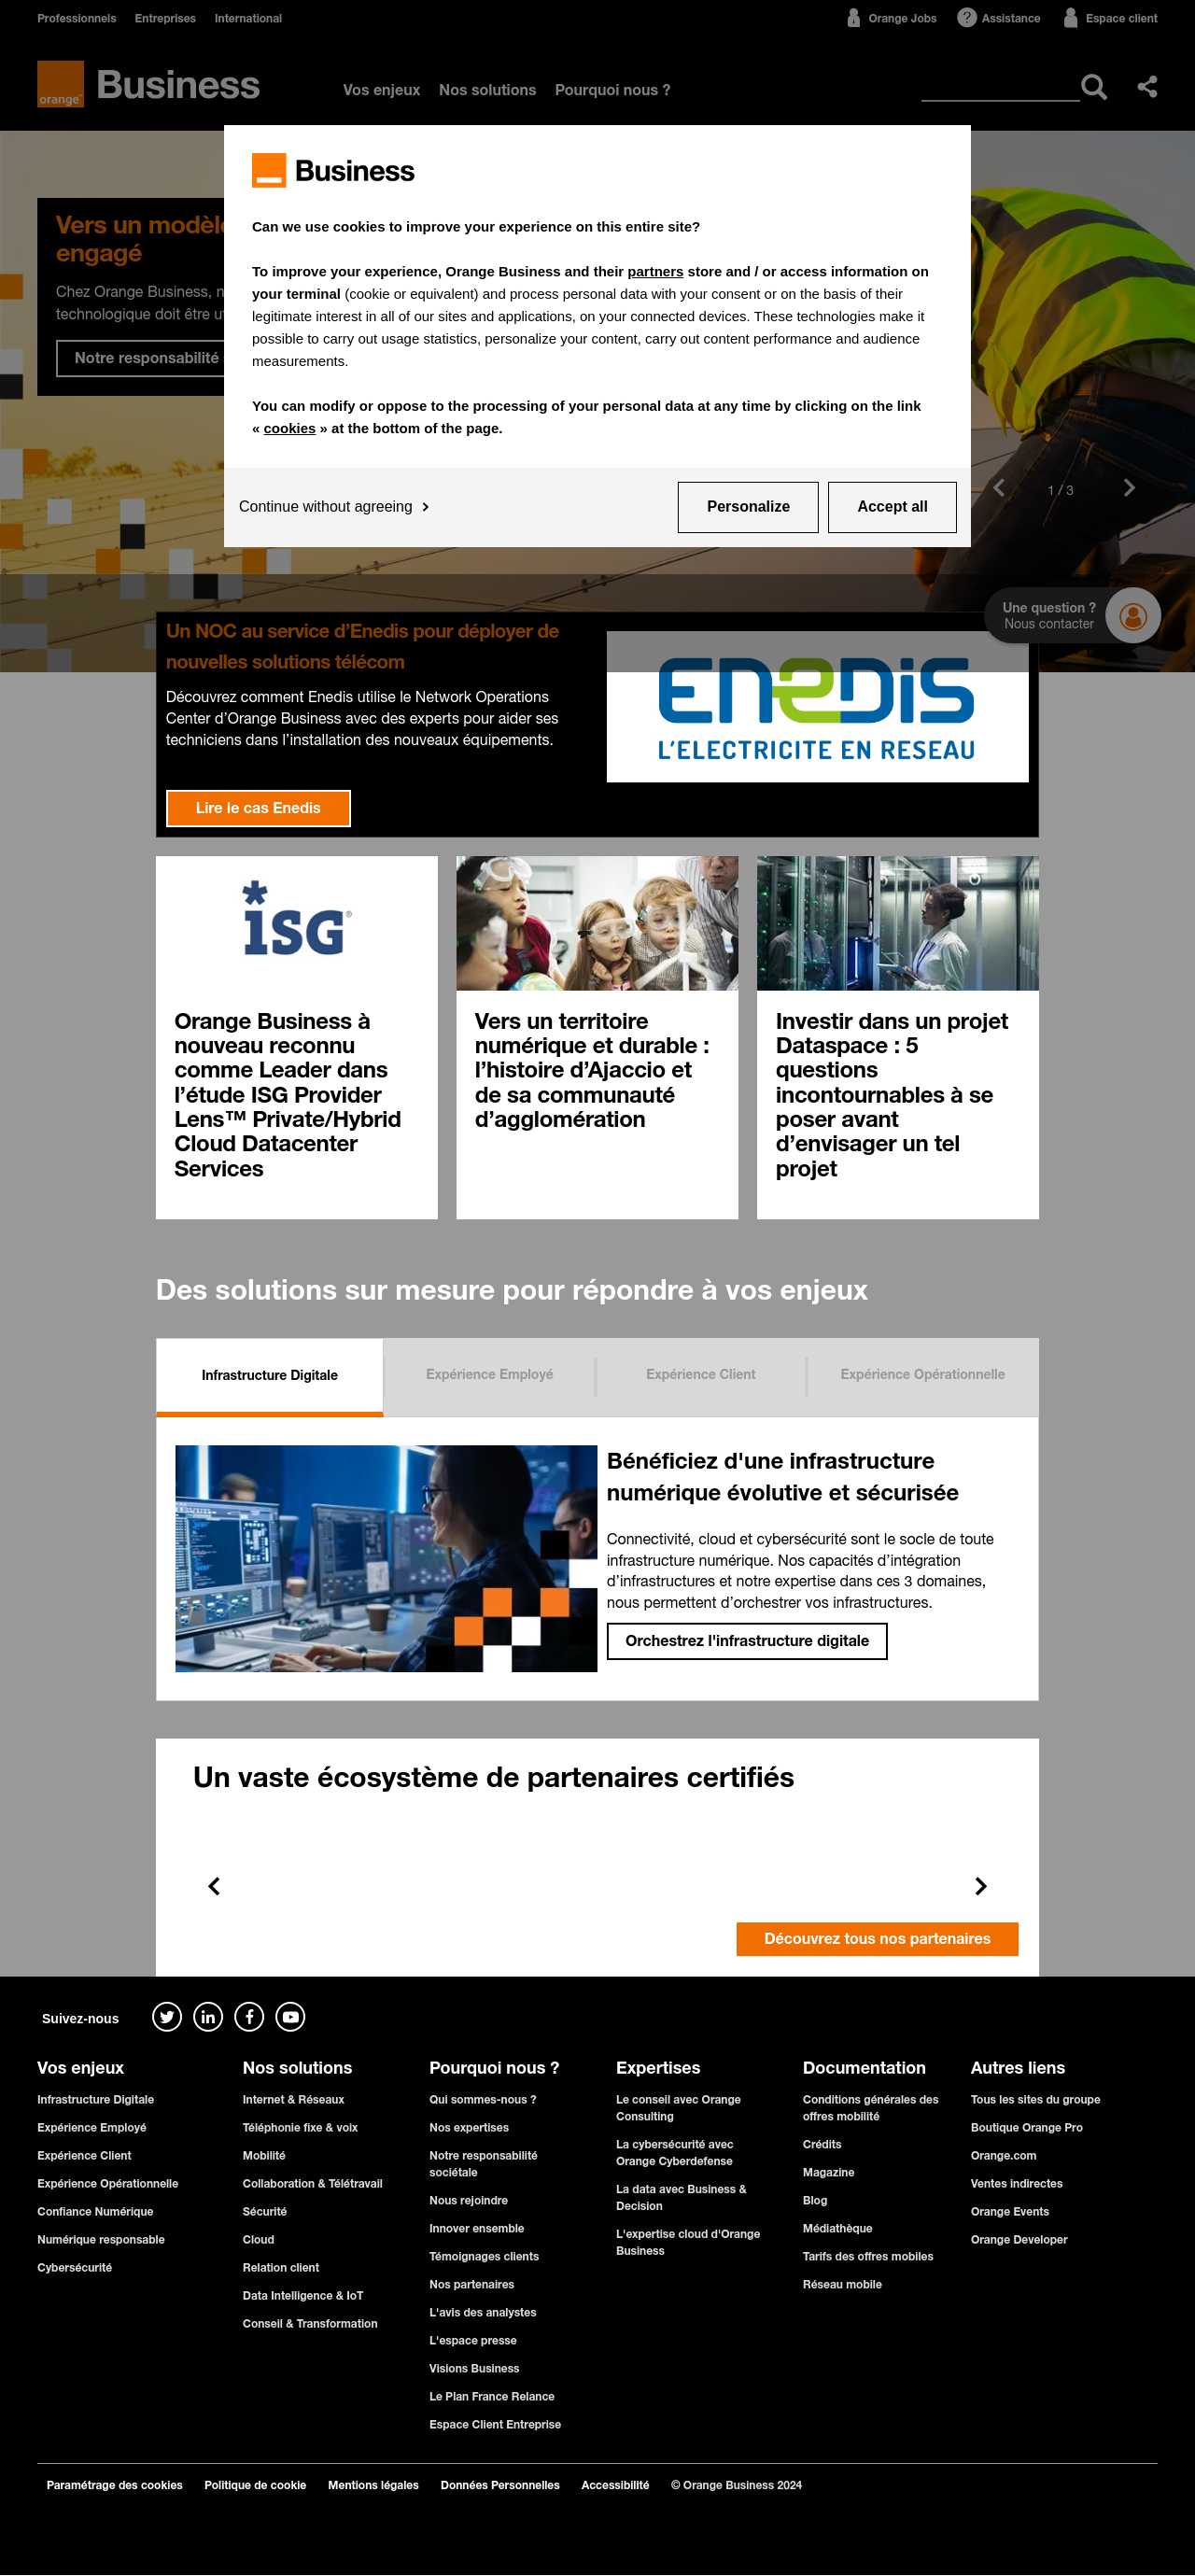 Professionnels Entreprises International
Orange Jobs Assistance Espace client
orange Business Vos enjeux Nos solutions Pourquoi nous ?
Vers un modèle
engagé
Chez Orange Business, n
technologique doit être u
Notre responsabilité
Business
Can we use cookies to improve your experience on this entire site?
To improve your experience, Orange Business and their partners store and / or access information on
your terminal (cookie or equivalent) and process personal data with your consent or on the basis of their
legitimate interest in all of our sites and applications, on your connected devices. These technologies make it
possible to carry out usage statistics, personalize your content, carry out content performance and audience
measurements.
You can modify or oppose to the processing of your personal data at any time by clicking on the link
« cookies » at the bottom of the page.
Continue without agreeing
Personalize
Accept all
1 / 3
Une question ?
Nous contacter
Un NOC au service d’Enedis pour déployer de
nouvelles solutions télécom
Découvrez comment Enedis utilise le Network Operations
Center d’Orange Business avec des experts pour aider ses
techniciens dans l’installation des nouveaux équipements.
Lire le cas Enedis
ENEDIS
L’ELECTRICITE EN RESEAU
ISG®
Orange Business à
nouveau reconnu
comme Leader dans
l’étude ISG Provider
Lens™ Private/Hybrid
Cloud Datacenter
Services
Vers un territoire
numérique et durable :
l’histoire d’Ajaccio et
de sa communauté
d’agglomération
Investir dans un projet
Dataspace : 5
questions
incontournables à se
poser avant
d’envisager un tel
projet
Des solutions sur mesure pour répondre à vos enjeux
Infrastructure Digitale
Expérience Employé
Expérience Client
Expérience Opérationnelle
Bénéficiez d'une infrastructure
numérique évolutive et sécurisée
Connectivité, cloud et cybersécurité sont le socle de toute
infrastructure numérique. Nos capacités d’intégration
d’infrastructures et notre expertise dans ces 3 domaines,
nous permettent d’orchestrer vos infrastructures.
Orchestrez l'infrastructure digitale
Un vaste écosystème de partenaires certifiés
Découvrez tous nos partenaires
Suivez-nous
Vos enjeux
Infrastructure Digitale
Expérience Employé
Expérience Client
Expérience Opérationnelle
Confiance Numérique
Numérique responsable
Cybersécurité
Nos solutions
Internet & Réseaux
Téléphonie fixe & voix
Mobilité
Collaboration & Télétravail
Sécurité
Cloud
Relation client
Data Intelligence & IoT
Conseil & Transformation
Pourquoi nous ?
Qui sommes-nous ?
Nos expertises
Notre responsabilité
sociétale
Nous rejoindre
Innover ensemble
Témoignages clients
Nos partenaires
L'avis des analystes
L'espace presse
Visions Business
Le Plan France Relance
Espace Client Entreprise
Expertises
Le conseil avec Orange
Consulting
La cybersécurité avec
Orange Cyberdefense
La data avec Business &
Decision
L'expertise cloud d'Orange
Business
Documentation
Conditions générales des
offres mobilité
Crédits
Magazine
Blog
Médiathèque
Tarifs des offres mobiles
Réseau mobile
Autres liens
Tous les sites du groupe
Boutique Orange Pro
Orange.com
Ventes indirectes
Orange Events
Orange Developer
Paramétrage des cookies Politique de cookie Mentions légales Données Personnelles Accessibilité © Orange Business 2024